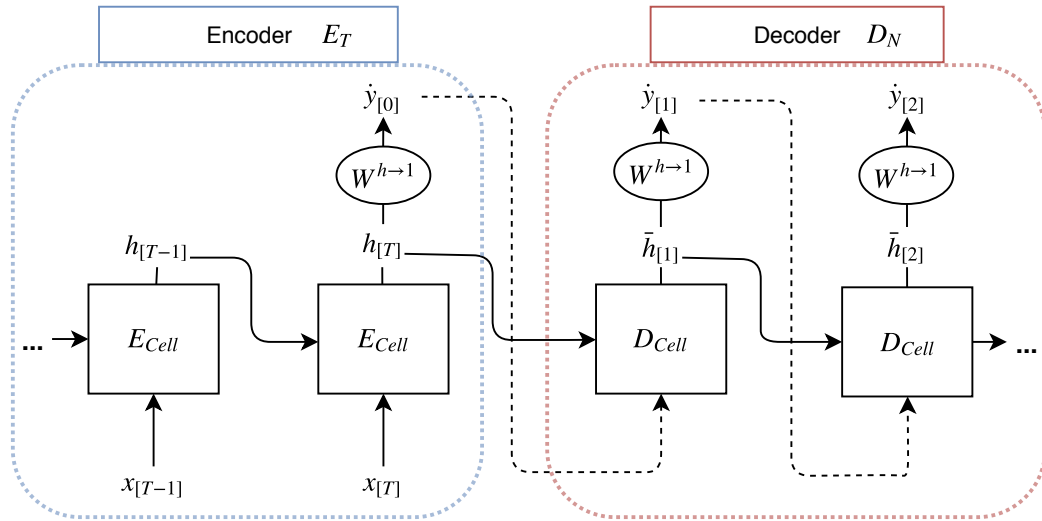 Encoder E_T
Decoder D_N
ẏ_[0]
ẏ_[1]
ẏ_[2]
W^{h→1}
W^{h→1}
W^{h→1}
h_[T−1]
h_[T]
h̄_[1]
h̄_[2]
...
E_Cell
E_Cell
D_Cell
D_Cell
...
x_[T−1]
x_[T]